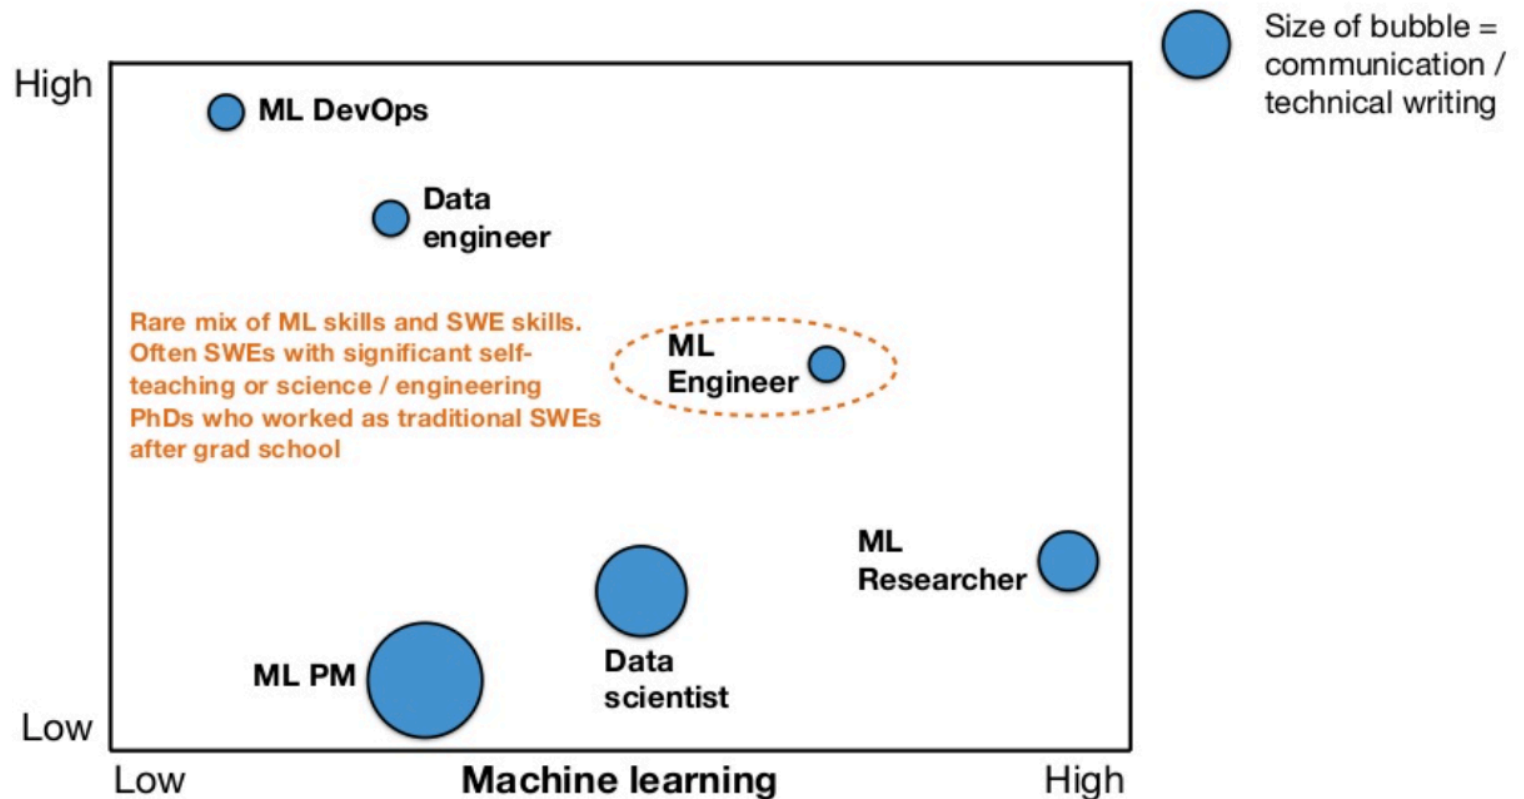 Size of bubble =
communication /
technical writing
High
ML DevOps
Data
engineer
Rare mix of ML skills and SWE skills.
Often SWEs with significant self-
teaching or science / engineering
PhDs who worked as traditional SWEs
after grad school
ML
Engineer
ML
Researcher
ML PM
Data
scientist
Low
Low
Machine learning
High